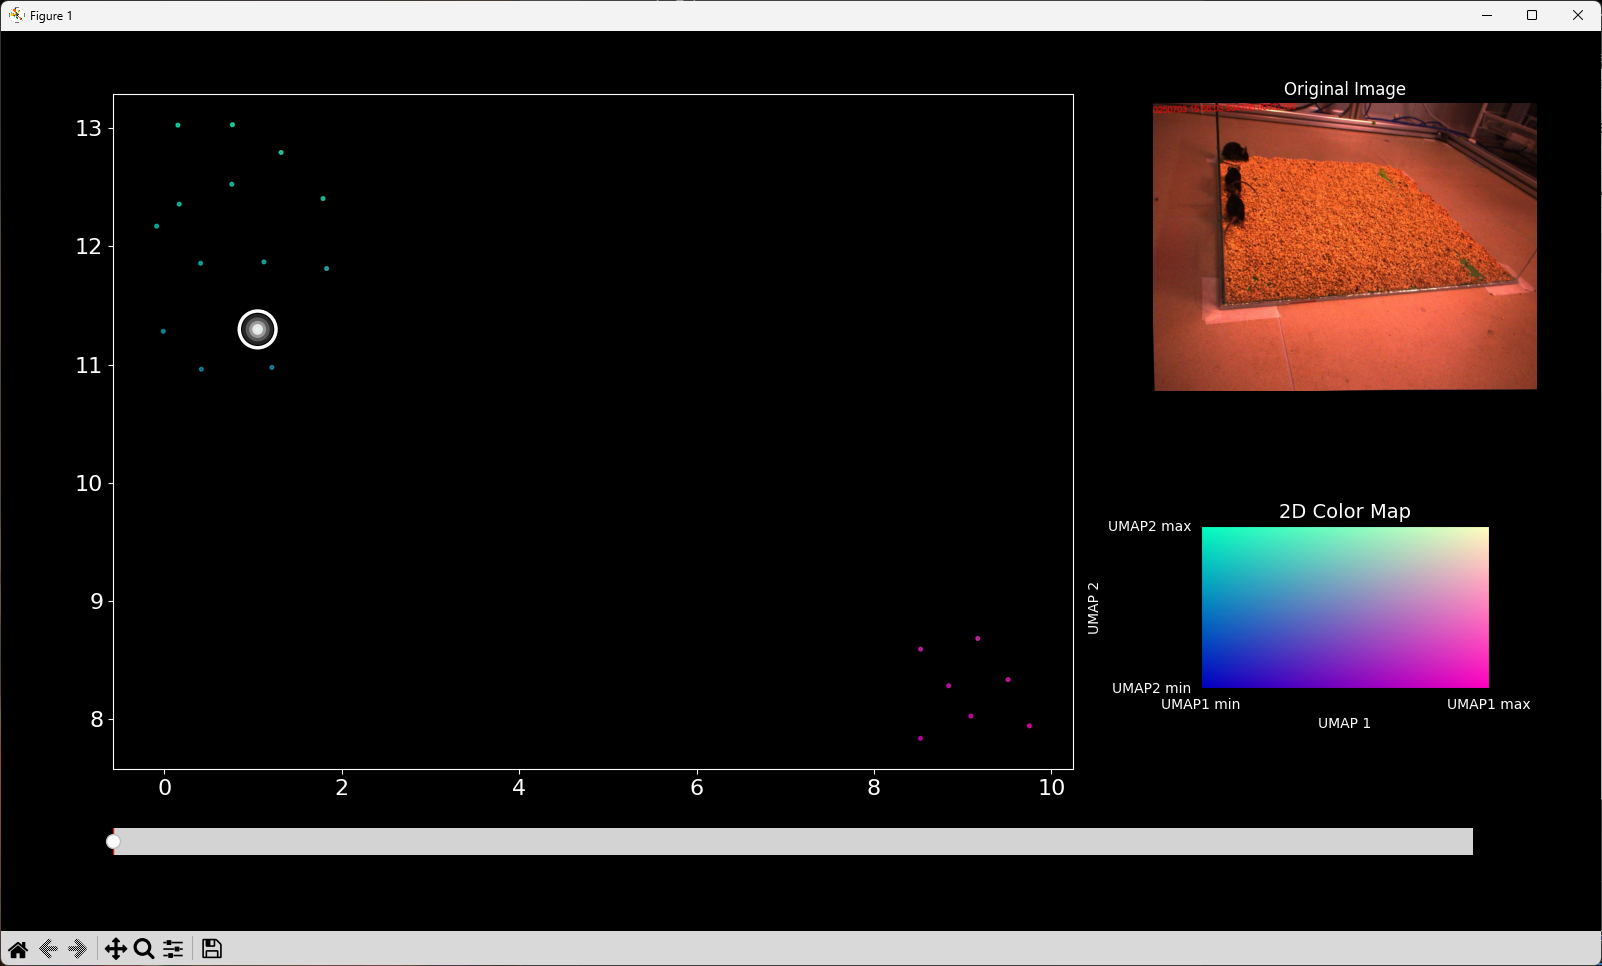 Figure 1
Original Image
13
12
11
10
9
8
0
2
4
6
8
10
2D Color Map
UMAP2 max
UMAP 2
UMAP2 min
UMAP1 min
UMAP1 max
UMAP 1